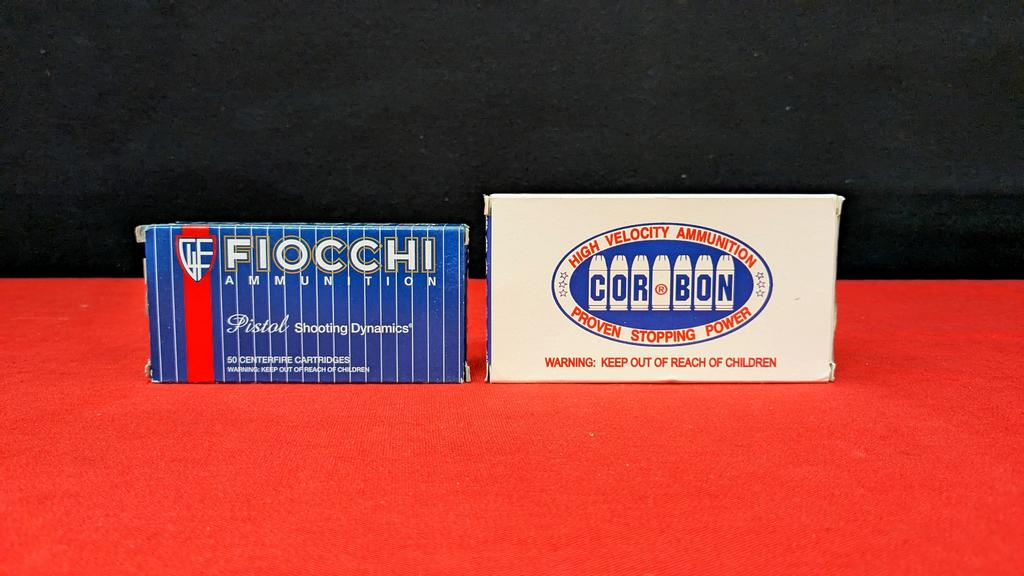 GFL
FIOCCHI
AMMUNITION
Pistol Shooting Dynamics®
50 CENTERFIRE CARTRIDGES
WARNING: KEEP OUT OF REACH OF CHILDREN
HIGH VELOCITY AMMUNITION
COR®BON
PROVEN STOPPING POWER
WARNING: KEEP OUT OF REACH OF CHILDREN